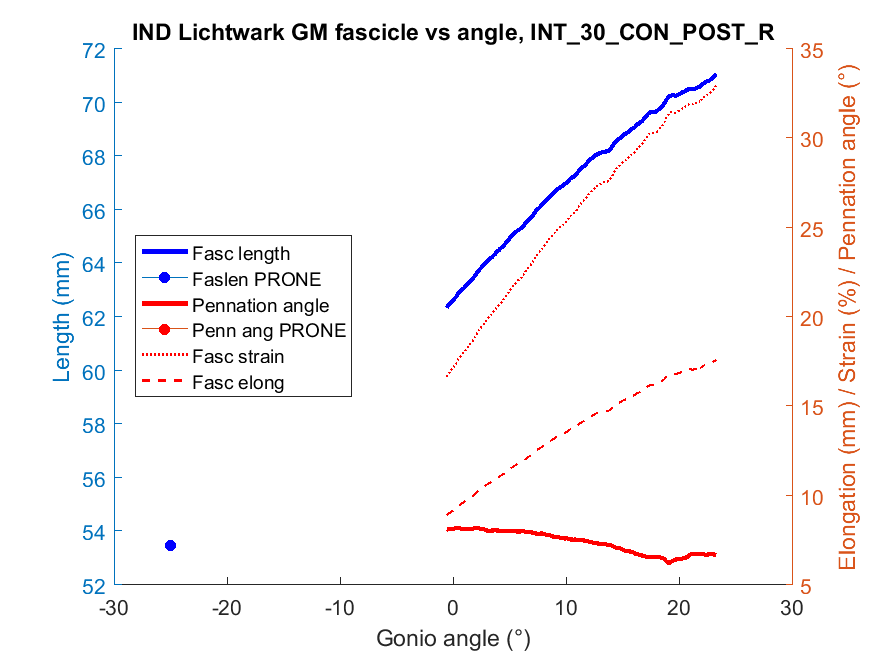 IND Lichtwark GM fascicle vs angle, INT_30_CON_POST_R
72
70
68
66
64
62
60
58
56
54
52
Length (mm)
Fasc length
Faslen PRONE
Pennation angle
Penn ang PRONE
Fasc strain
Fasc elong
35
30
25
20
15
10
5
Elongation (mm) / Strain (%) / Pennation angle (°)
-30 -20 -10 0 10 20 30
Gonio angle (°)